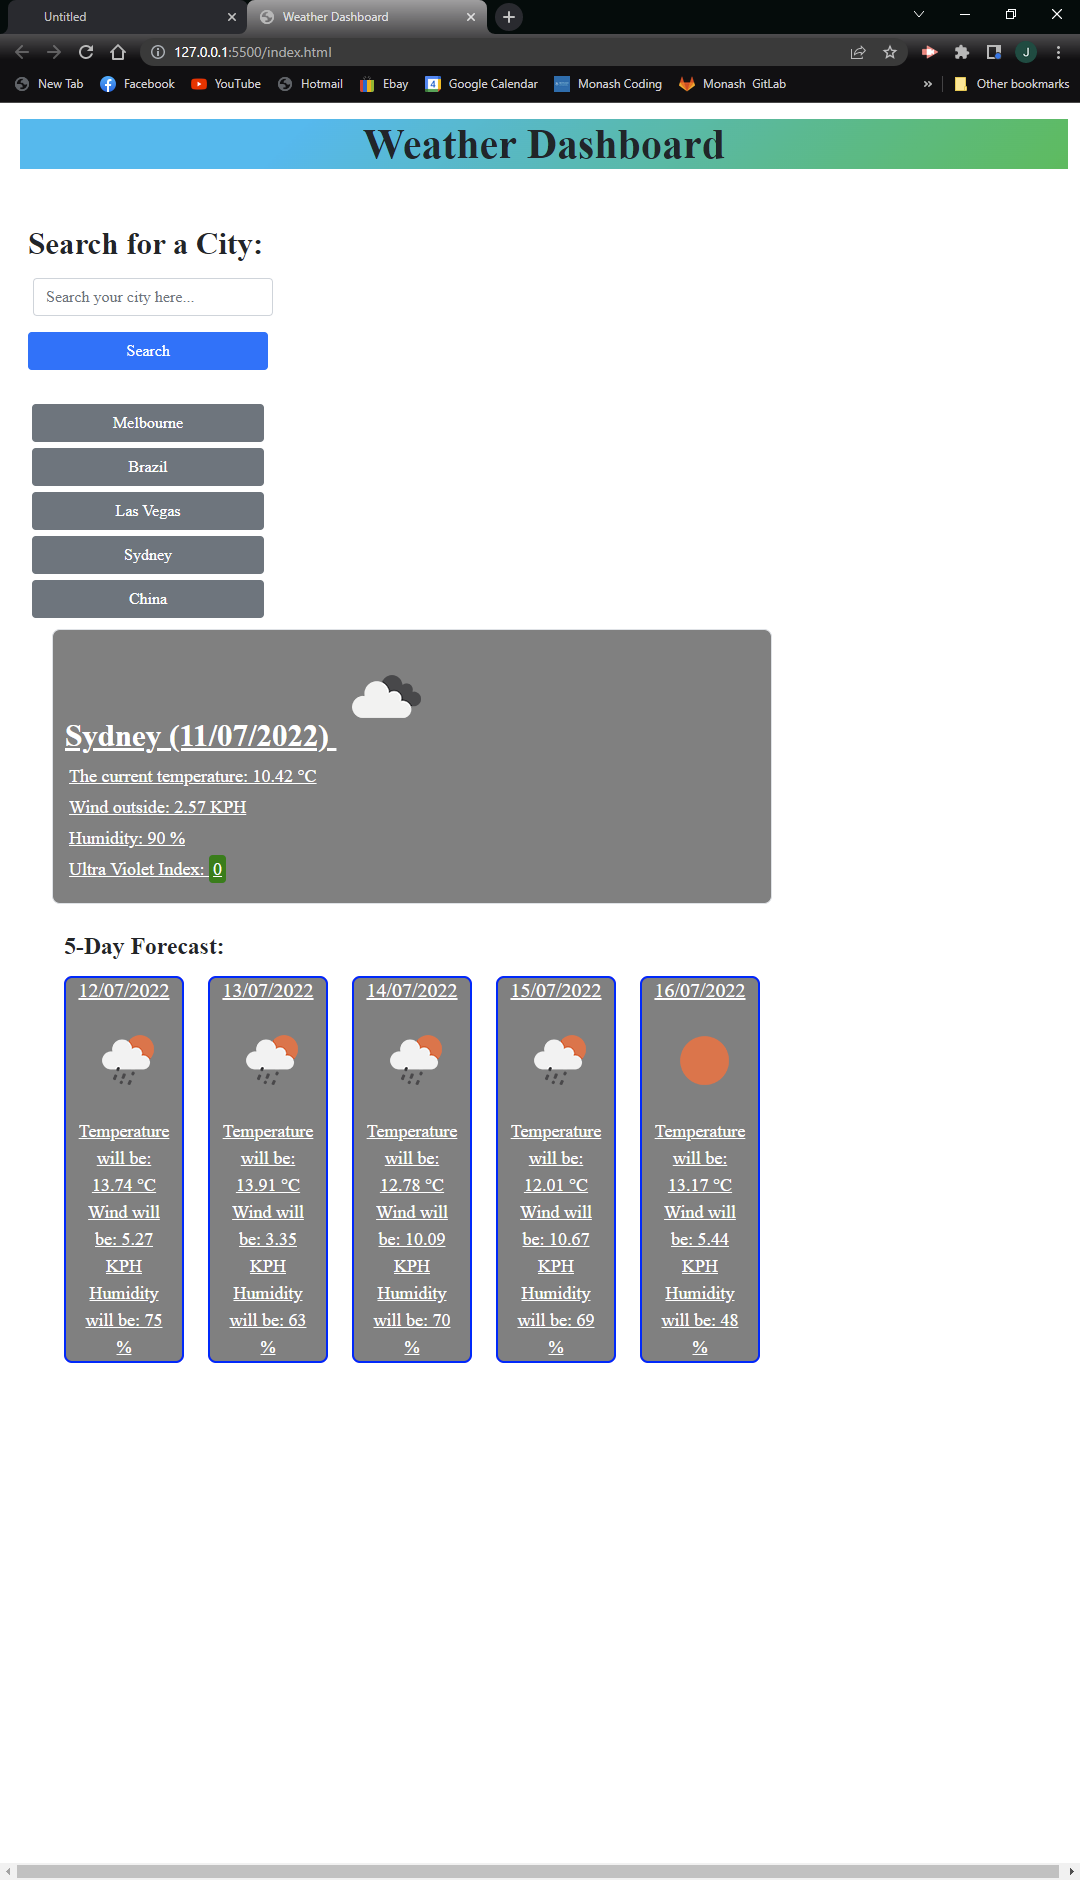 Untitled
Weather Dashboard
127.0.0.1:5500/index.html
J
New Tab
Facebook
YouTube
Hotmail
Ebay
4
Google Calendar
Monash Coding
Monash GitLab
»
Other bookmarks
Weather Dashboard
Search for a City:
Search your city here...
Search
Melbourne
Brazil
Las Vegas
Sydney
China
Sydney (11/07/2022)
The current temperature: 10.42 °C
Wind outside: 2.57 KPH
Humidity: 90 %
Ultra Violet Index: 0
5-Day Forecast:
12/07/2022
Temperature
will be:
13.74 °C
Wind will
be: 5.27
KPH
Humidity
will be: 75
%
13/07/2022
Temperature
will be:
13.91 °C
Wind will
be: 3.35
KPH
Humidity
will be: 63
%
14/07/2022
Temperature
will be:
12.78 °C
Wind will
be: 10.09
KPH
Humidity
will be: 70
%
15/07/2022
Temperature
will be:
12.01 °C
Wind will
be: 10.67
KPH
Humidity
will be: 69
%
16/07/2022
Temperature
will be:
13.17 °C
Wind will
be: 5.44
KPH
Humidity
will be: 48
%